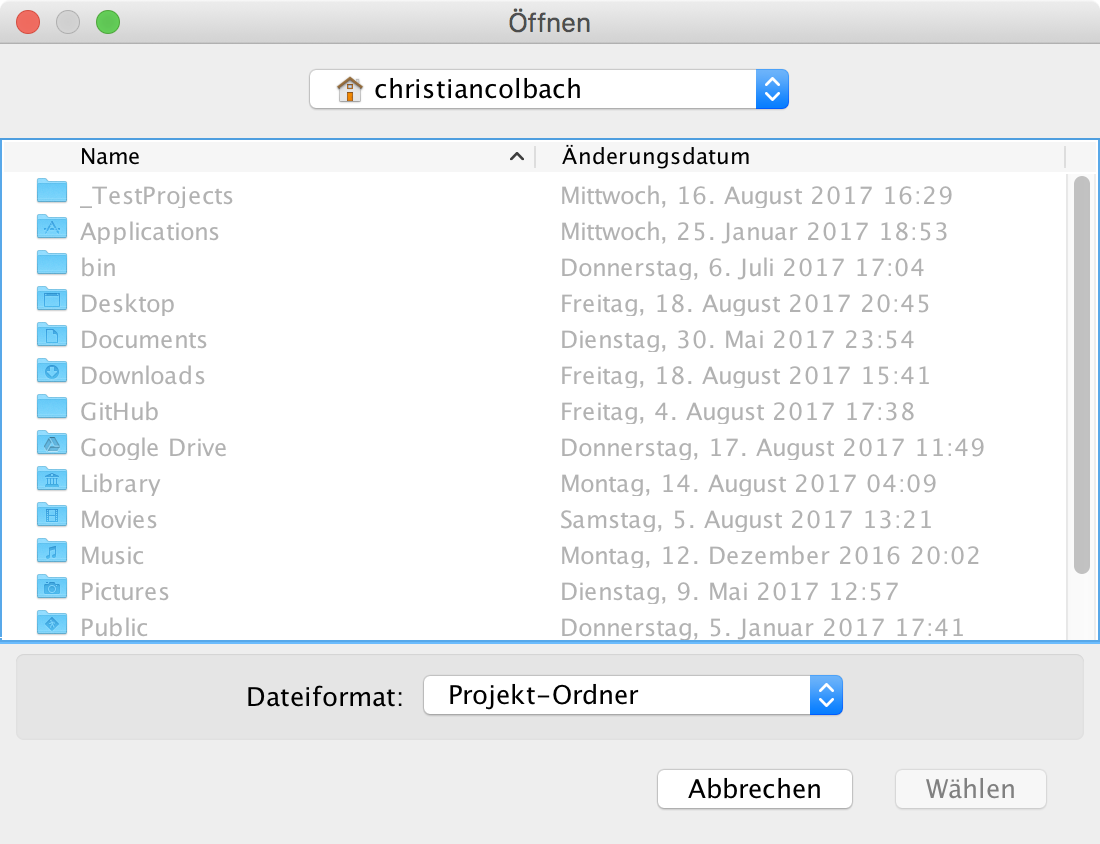 Öffnen
christiancolbach
Name Änderungsdatum
_TestProjects Mittwoch, 16. August 2017 16:29
Applications Mittwoch, 25. Januar 2017 18:53
bin Donnerstag, 6. Juli 2017 17:04
Desktop Freitag, 18. August 2017 20:45
Documents Dienstag, 30. Mai 2017 23:54
Downloads Freitag, 18. August 2017 15:41
GitHub Freitag, 4. August 2017 17:38
Google Drive Donnerstag, 17. August 2017 11:49
Library Montag, 14. August 2017 04:09
Movies Samstag, 5. August 2017 13:21
Music Montag, 12. Dezember 2016 20:02
Pictures Dienstag, 9. Mai 2017 12:57
Public Donnerstag, 5. Januar 2017 17:41
Dateiformat: Projekt-Ordner
Abbrechen Wählen